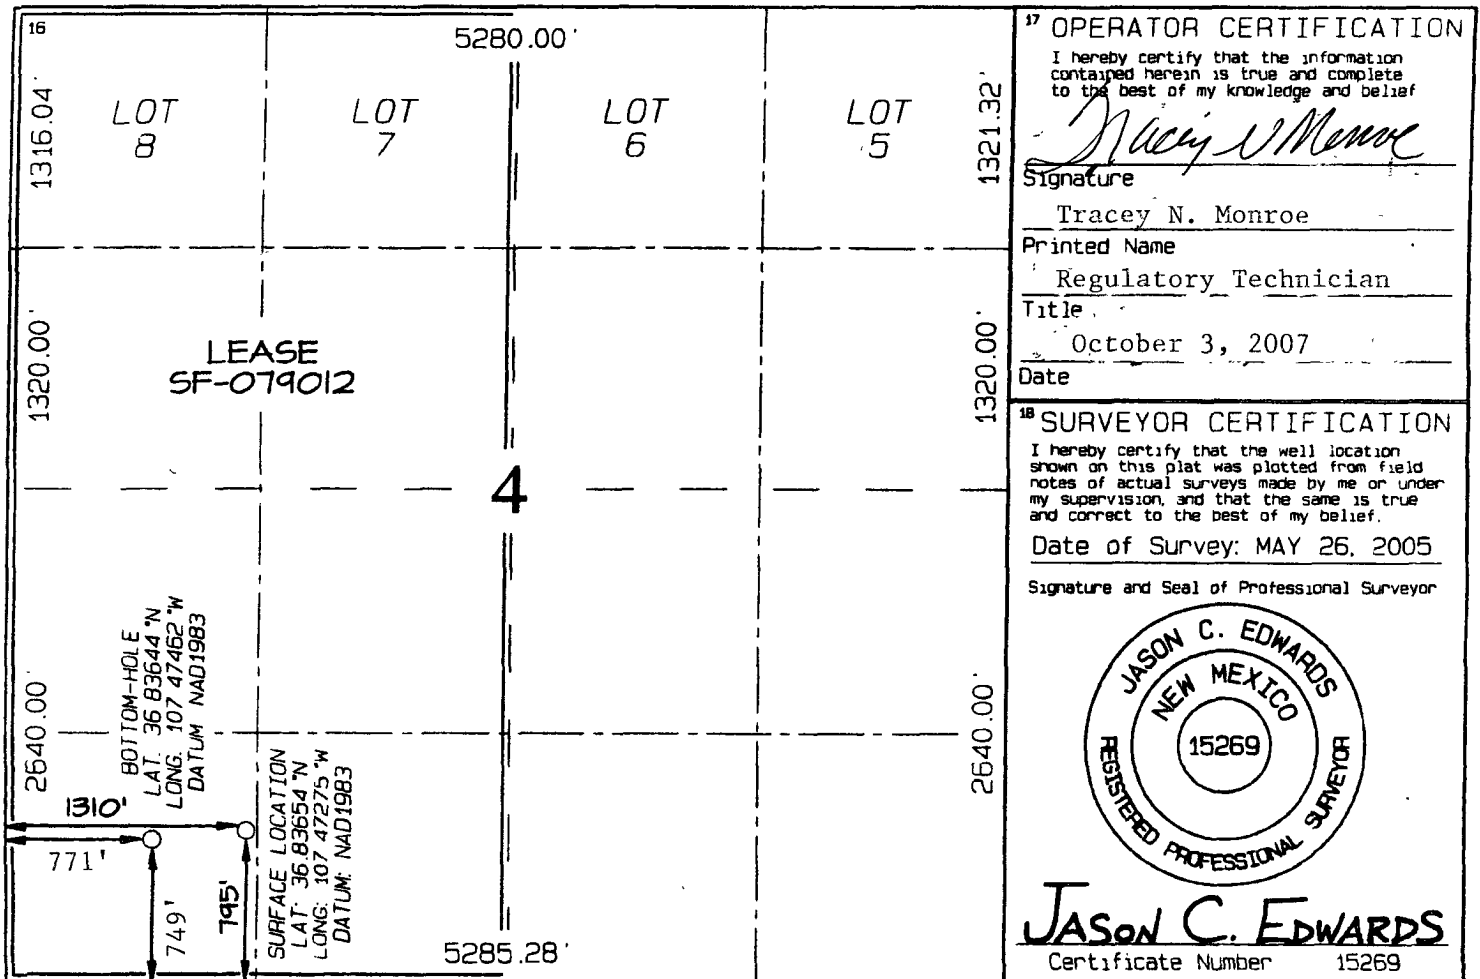 16
5280.00'
1316.04'
LOT
8
LOT
7
LOT
6
LOT
5
1321.32'
1320.00'
LEASE
SF-079012
1320.00'
4
2640.00'
BOTTOM-HOLE
LAT. 36 83644 °N
LONG. 107 47462 °W
DATUM NAD1983
2640.00'
1310'
771'
749'
795'
SURFACE LOCATION
LAT: 36.83654 °N
LONG: 107 47275 °W
DATUM: NAD1983
5285.28'
17 OPERATOR CERTIFICATION
I hereby certify that the information
contained herein is true and complete
to the best of my knowledge and belief
Tracey N Monroe
Signature
Tracey N. Monroe
Printed Name
Regulatory Technician
Title
October 3, 2007
Date
18 SURVEYOR CERTIFICATION
I hereby certify that the well location
shown on this plat was plotted from field
notes of actual surveys made by me or under
my supervision, and that the same is true
and correct to the best of my belief.
Date of Survey: MAY 26, 2005
Signature and Seal of Professional Surveyor
JASON C. EDWARDS
NEW MEXICO
15269
REGISTERED PROFESSIONAL SURVEYOR
JASON C. EDWARDS
Certificate Number 15269